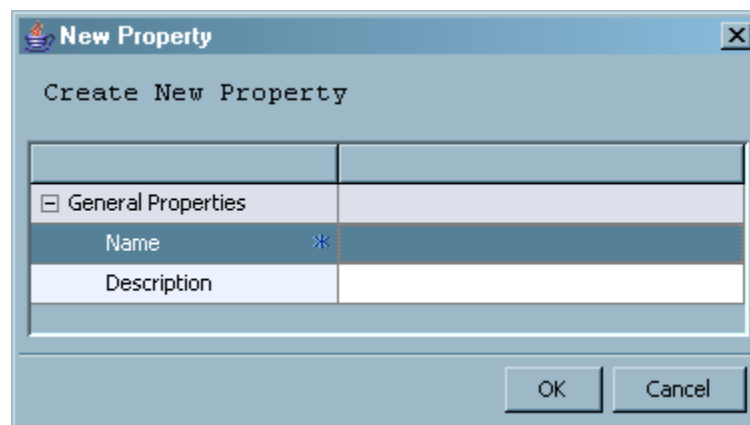 New Property
Create New Property
General Properties
Name *
Description
OK Cancel